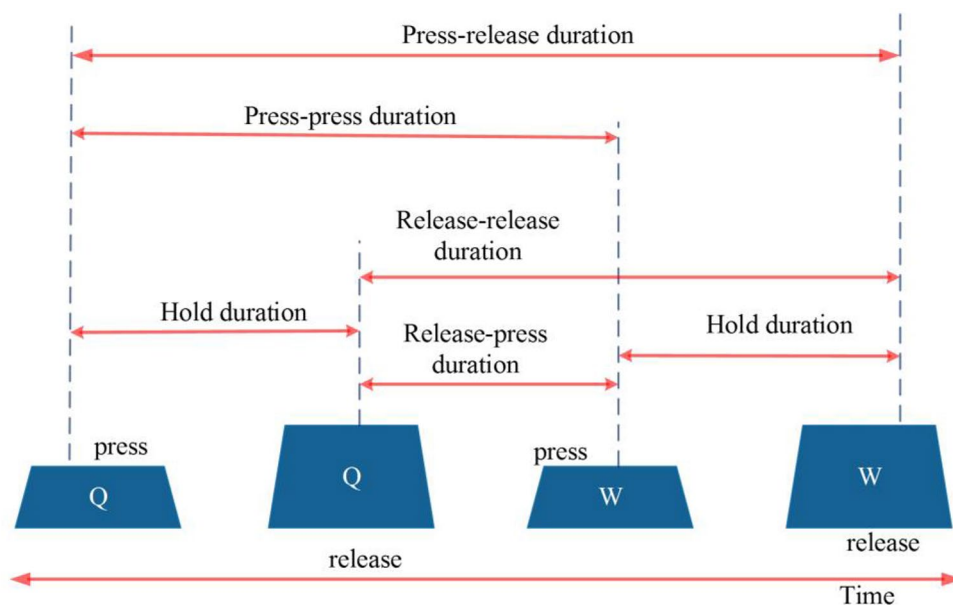 Press-release duration
Press-press duration
Release-release
duration
Hold duration
Release-press
duration
Hold duration
press
press
Q
Q
W
W
release
release
Time